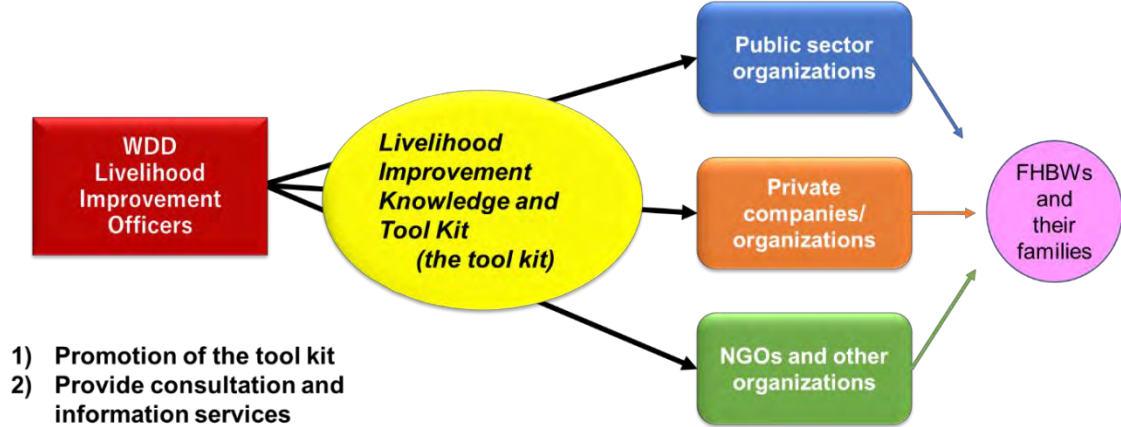 WDD
Livelihood
Improvement
Officers
Livelihood
Improvement
Knowledge and
Tool Kit
(the tool kit)
Public sector
organizations
Private
companies/
organizations
NGOs and other
organizations
FHBWs
and
their
families
1) Promotion of the tool kit
2) Provide consultation and
information services